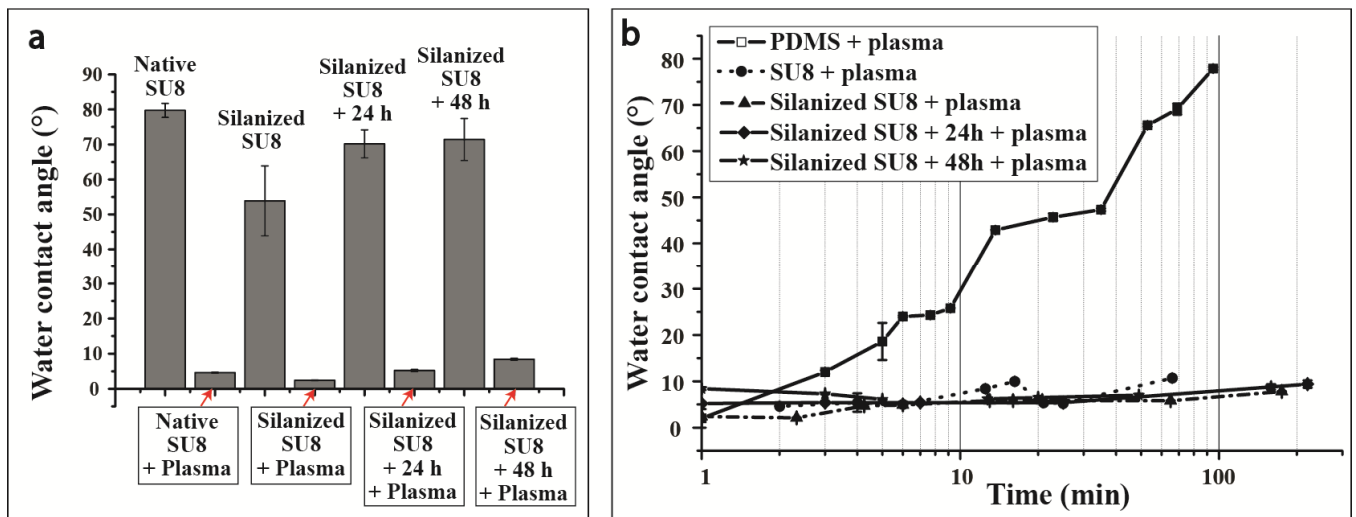 a
Water contact angle (°)
90
80
70
60
50
40
30
20
10
0
Native
SU8
Silanized
SU8
Silanized
SU8
+ 24 h
Silanized
SU8
+ 48 h
Native
SU8
+ Plasma
Silanized
SU8
+ Plasma
Silanized
SU8
+ 24 h
+ Plasma
Silanized
SU8
+ 48 h
+ Plasma
b
Water contact angle (°)
80
70
60
50
40
30
20
10
0
PDMS + plasma
SU8 + plasma
Silanized SU8 + plasma
Silanized SU8 + 24h + plasma
Silanized SU8 + 48h + plasma
1
10
100
Time (min)